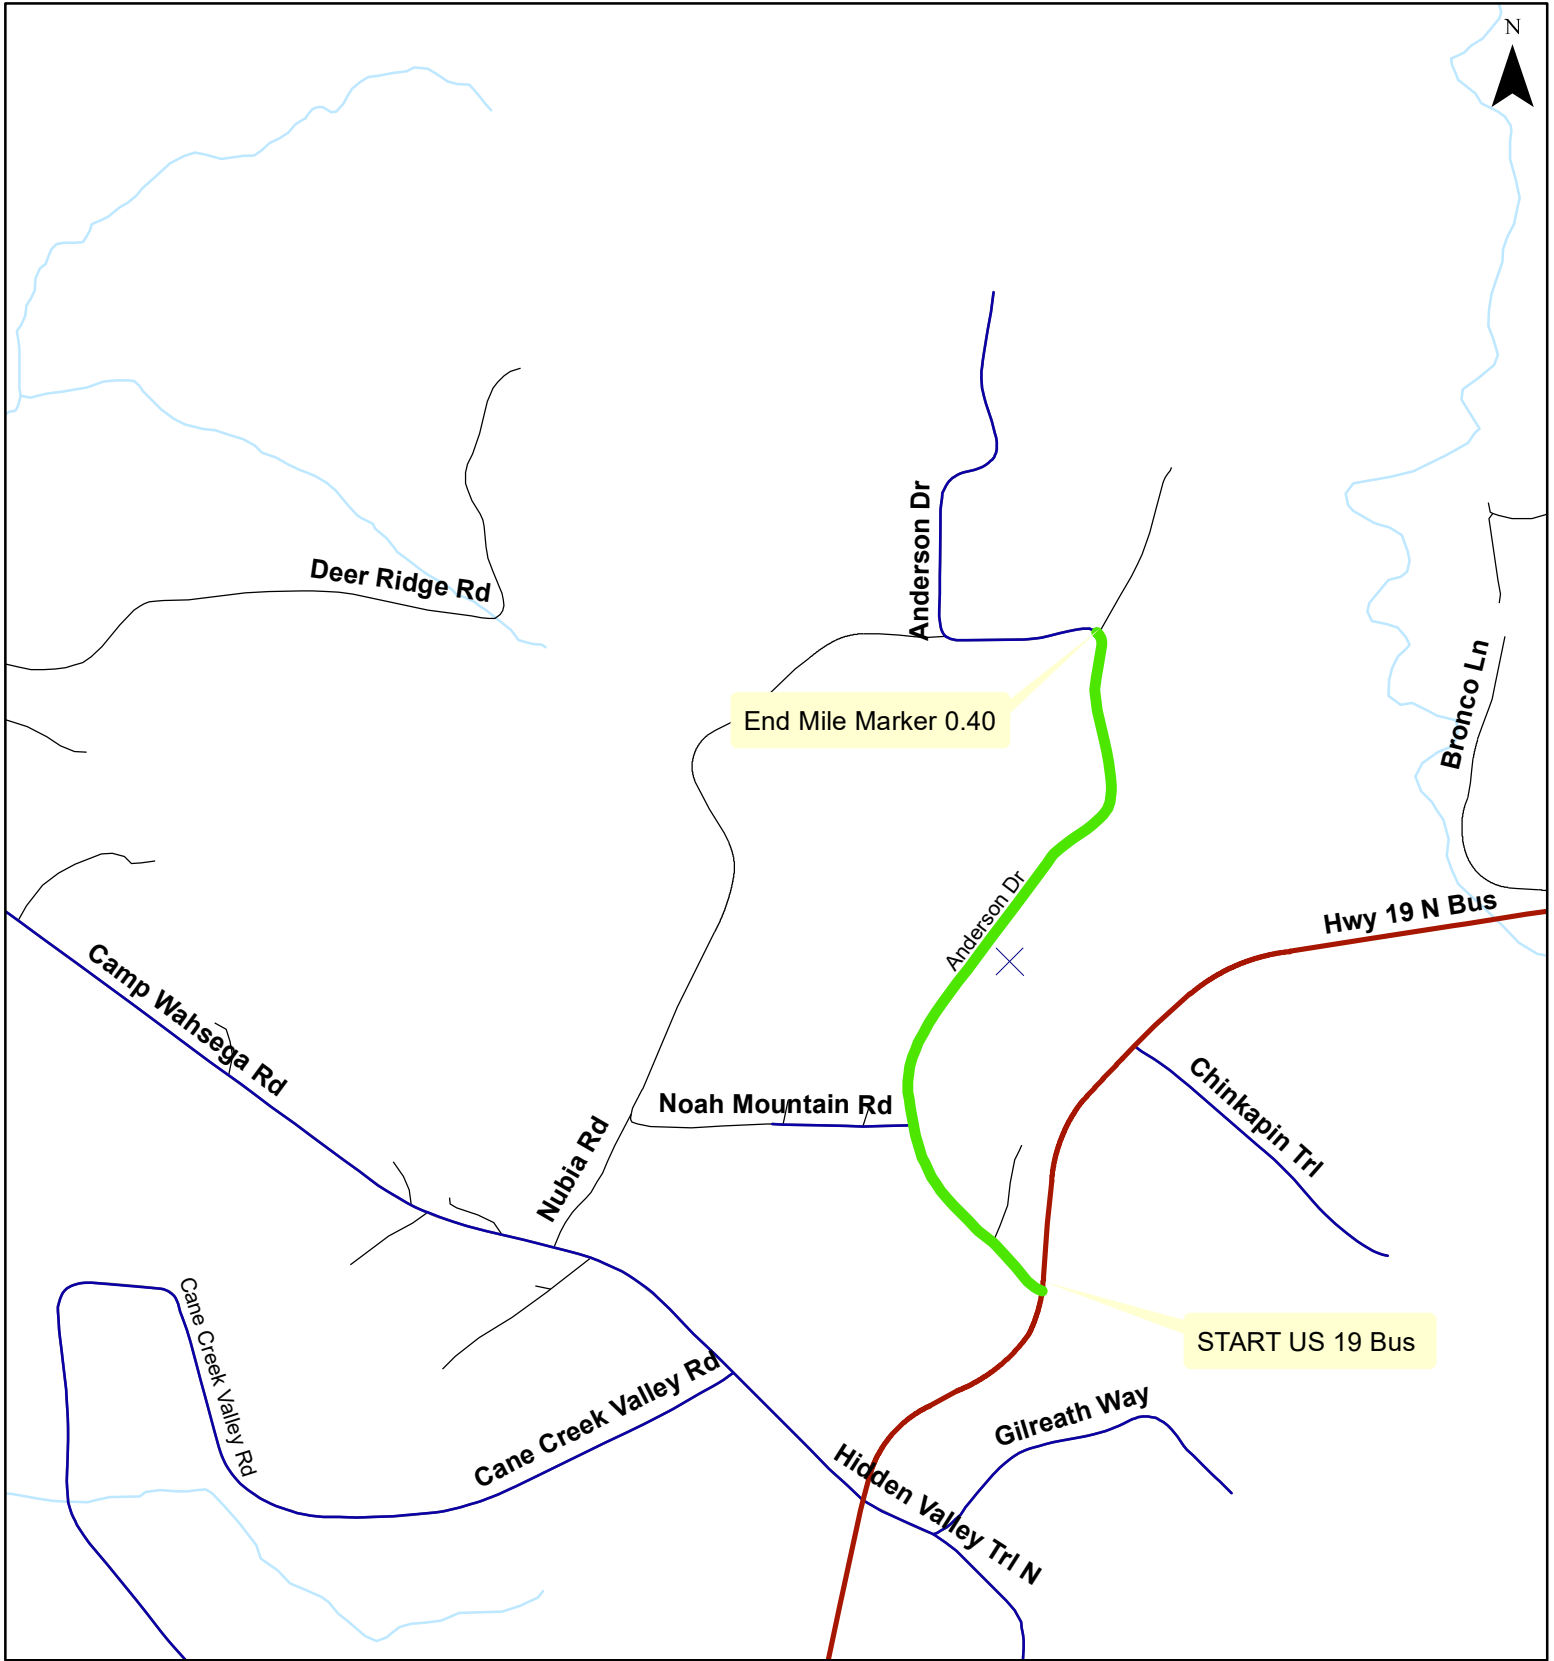 N
Anderson Dr
Deer Ridge Rd
Bronco Ln
End Mile Marker 0.40
Anderson Dr
Hwy 19 N Bus
Camp Wahsega Rd
Chinkapin Trl
Noah Mountain Rd
Nubia Rd
Cane Creek Valley Rd
START US 19 Bus
Cane Creek Valley Rd
Gilreath Way
Hidden Valley Trl N